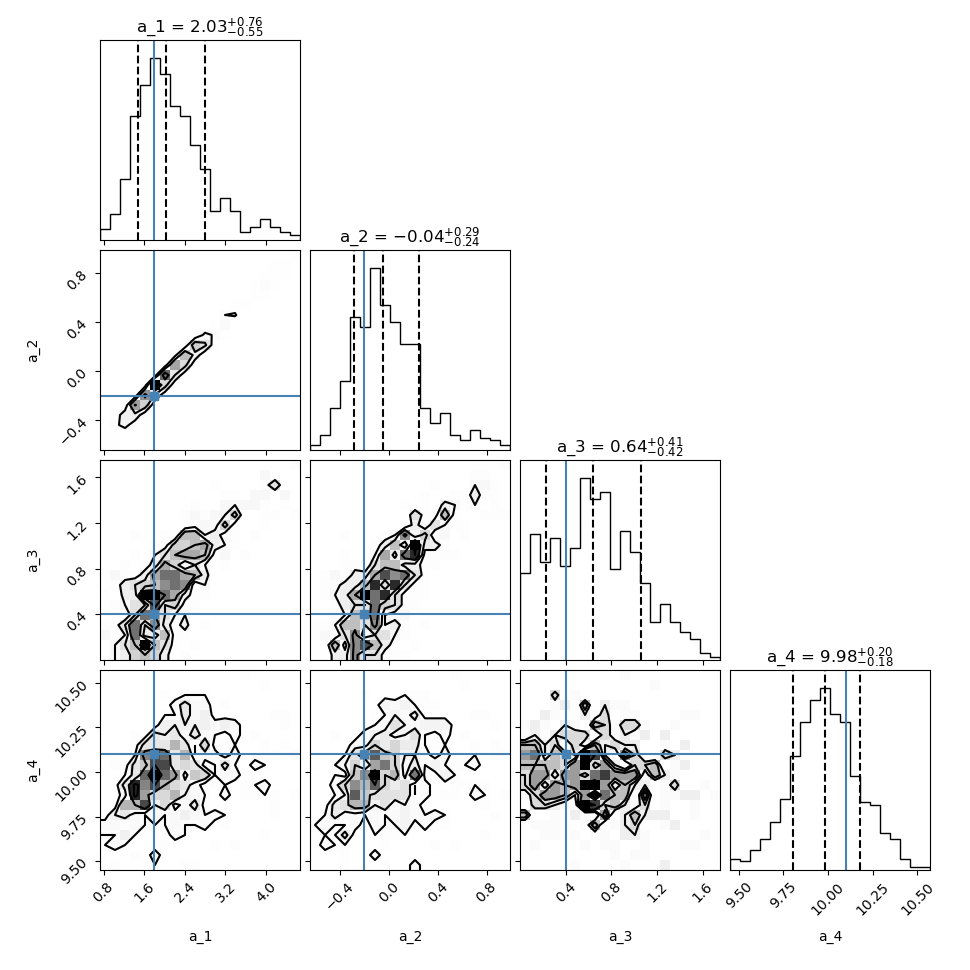 a_1 = 2.03+0.76−0.55
a_2
0.8
0.4
0.0
−0.4
a_2 = −0.04+0.29−0.24
a_3
1.6
1.2
0.8
0.4
a_3 = 0.64+0.41−0.42
a_4
10.50
10.25
10.00
9.75
9.50
a_4 = 9.98+0.20−0.18
0.8 1.6 2.4 3.2 4.0
−0.4 0.0 0.4 0.8
0.4 0.8 1.2 1.6
9.50 9.75 10.00 10.25 10.50
a_1 a_2 a_3 a_4